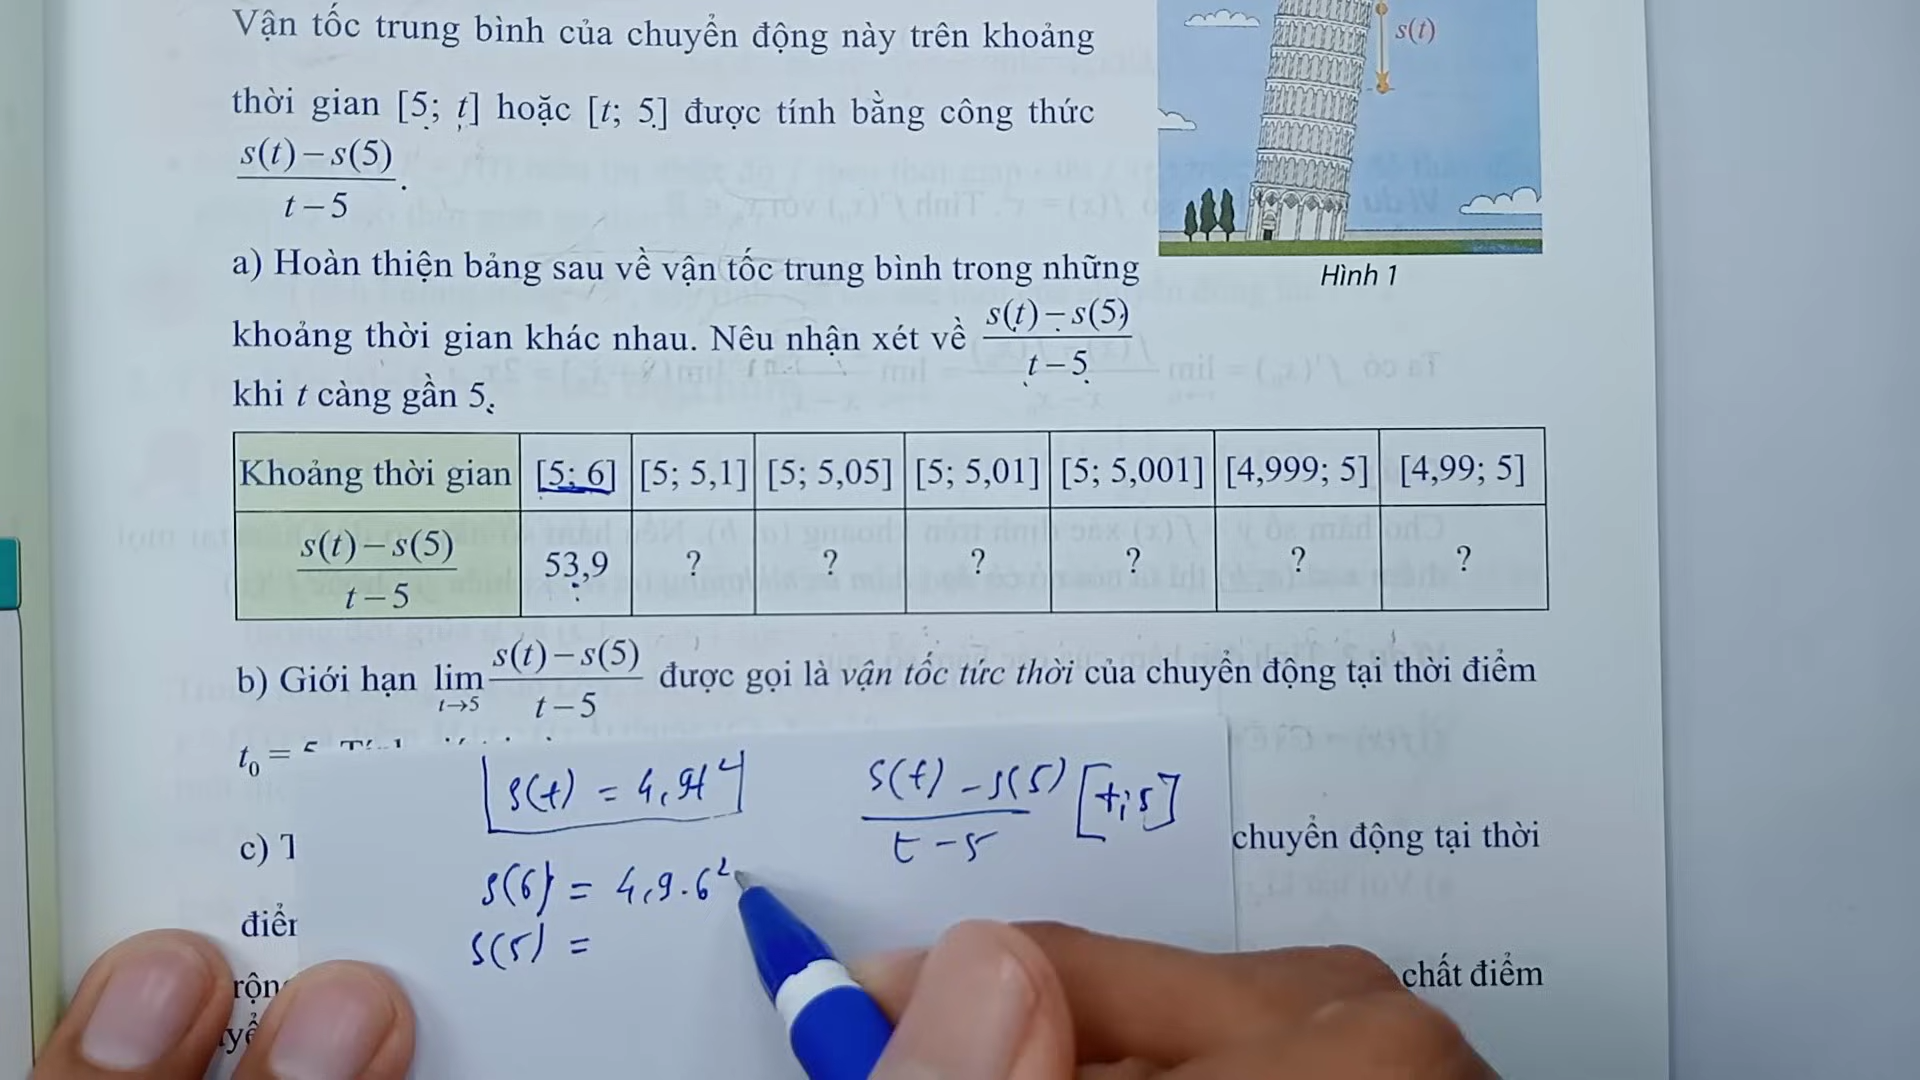 Vận tốc trung bình của chuyển động này trên khoảng
s(t)
thời gian [5; t] hoặc [t; 5] được tính bằng công thức
s(t) – s(5)
t – 5
.
Hình 1
a) Hoàn thiện bảng sau về vận tốc trung bình trong những
khoảng thời gian khác nhau. Nêu nhận xét về s(t) – s(5)
t – 5
khi t càng gần 5.
Khoảng thời gian [5; 6] [5; 5,1] [5; 5,05] [5; 5,01] [5; 5,001] [4,999; 5] [4,99; 5]
s(t) – s(5)
t – 5
53,9 ? ? ? ? ? ?
b) Giới hạn lim t→5 s(t) – s(5)
t – 5
được gọi là vận tốc tức thời của chuyển động tại thời điểm
t0 =
s(t) = 4,9t²
s(t) – s(5)
t – 5
[t; 5]
c) T
chuyển động tại thời
s(6) = 4,9.6²
điển
s(5) =
rộn
chất điểm